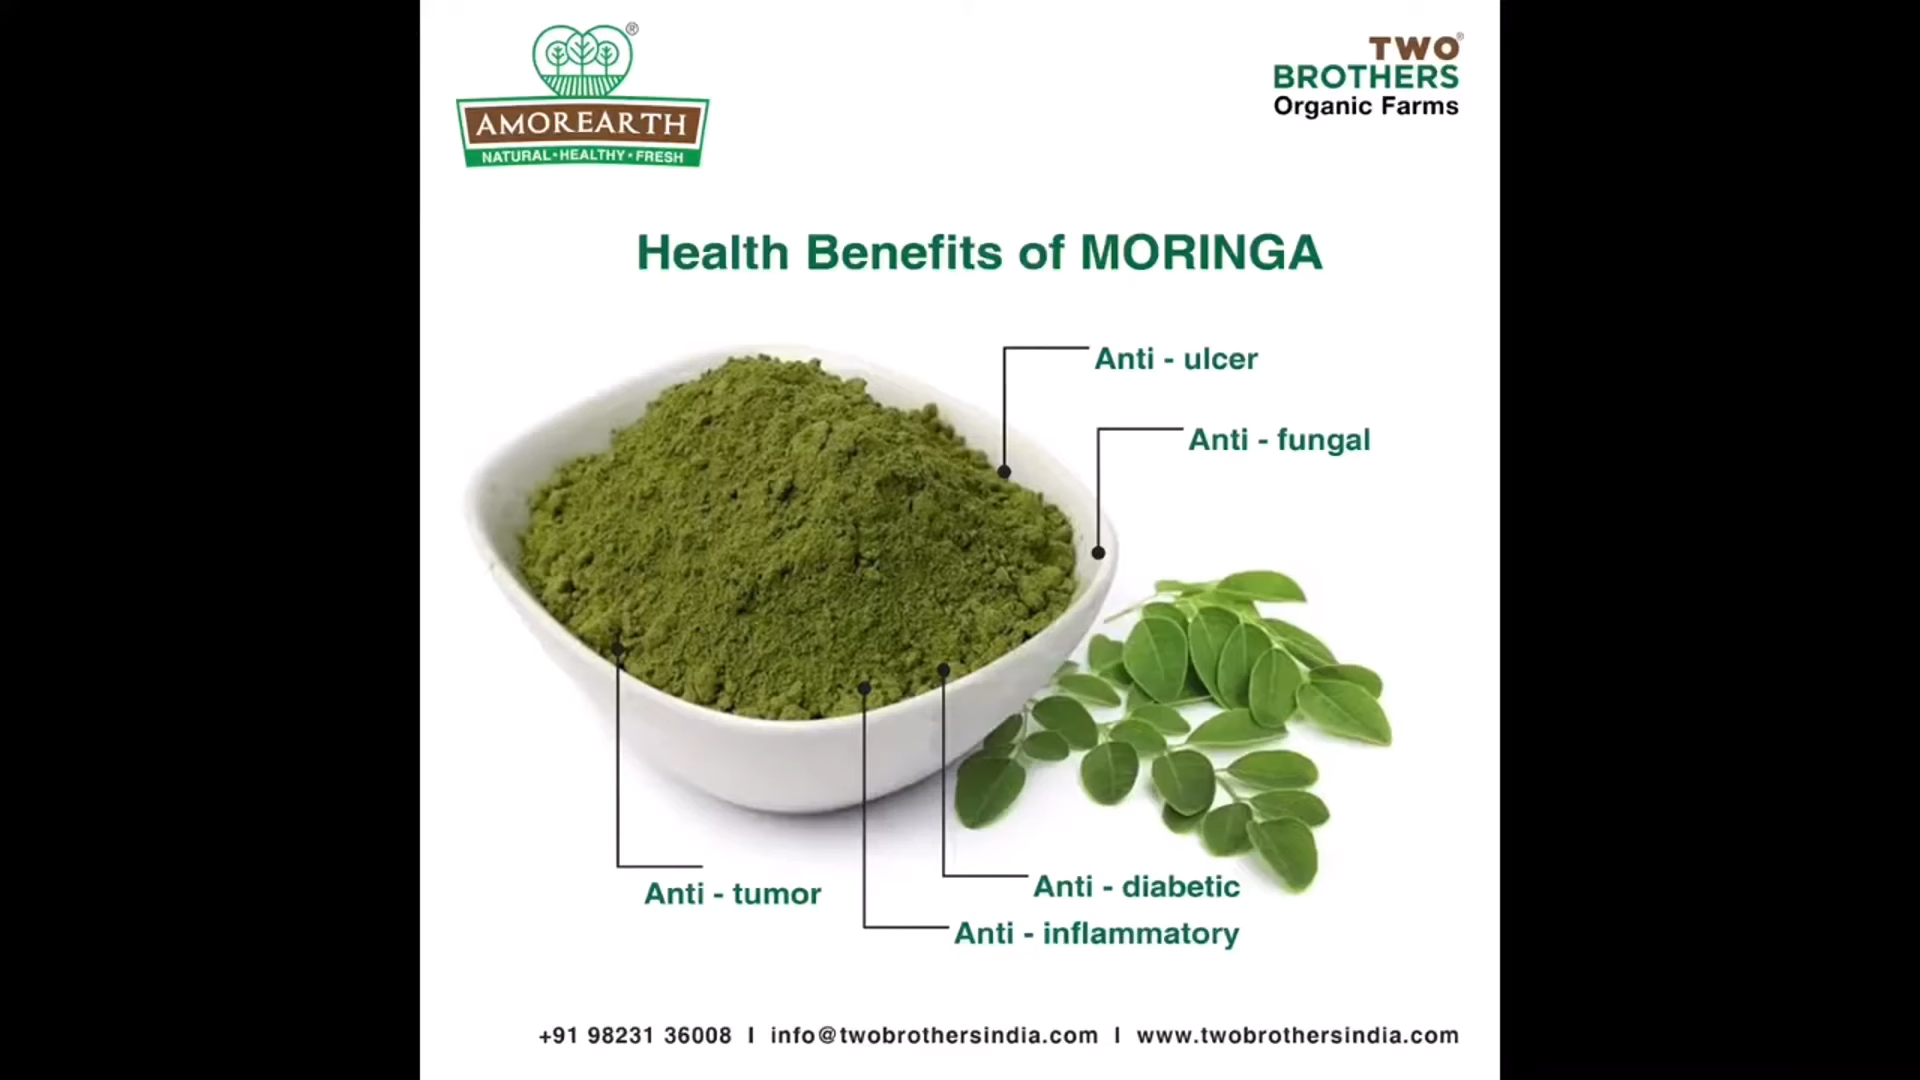 ®
AMOREARTH
NATURAL • HEALTHY • FRESH
TWO®
BROTHERS
Organic Farms
Health Benefits of MORINGA
Anti - ulcer
Anti - fungal
Anti - tumor
Anti - diabetic
Anti - inflammatory
+91 98231 36008 I info@twobrothersindia.com I www.twobrothersindia.com